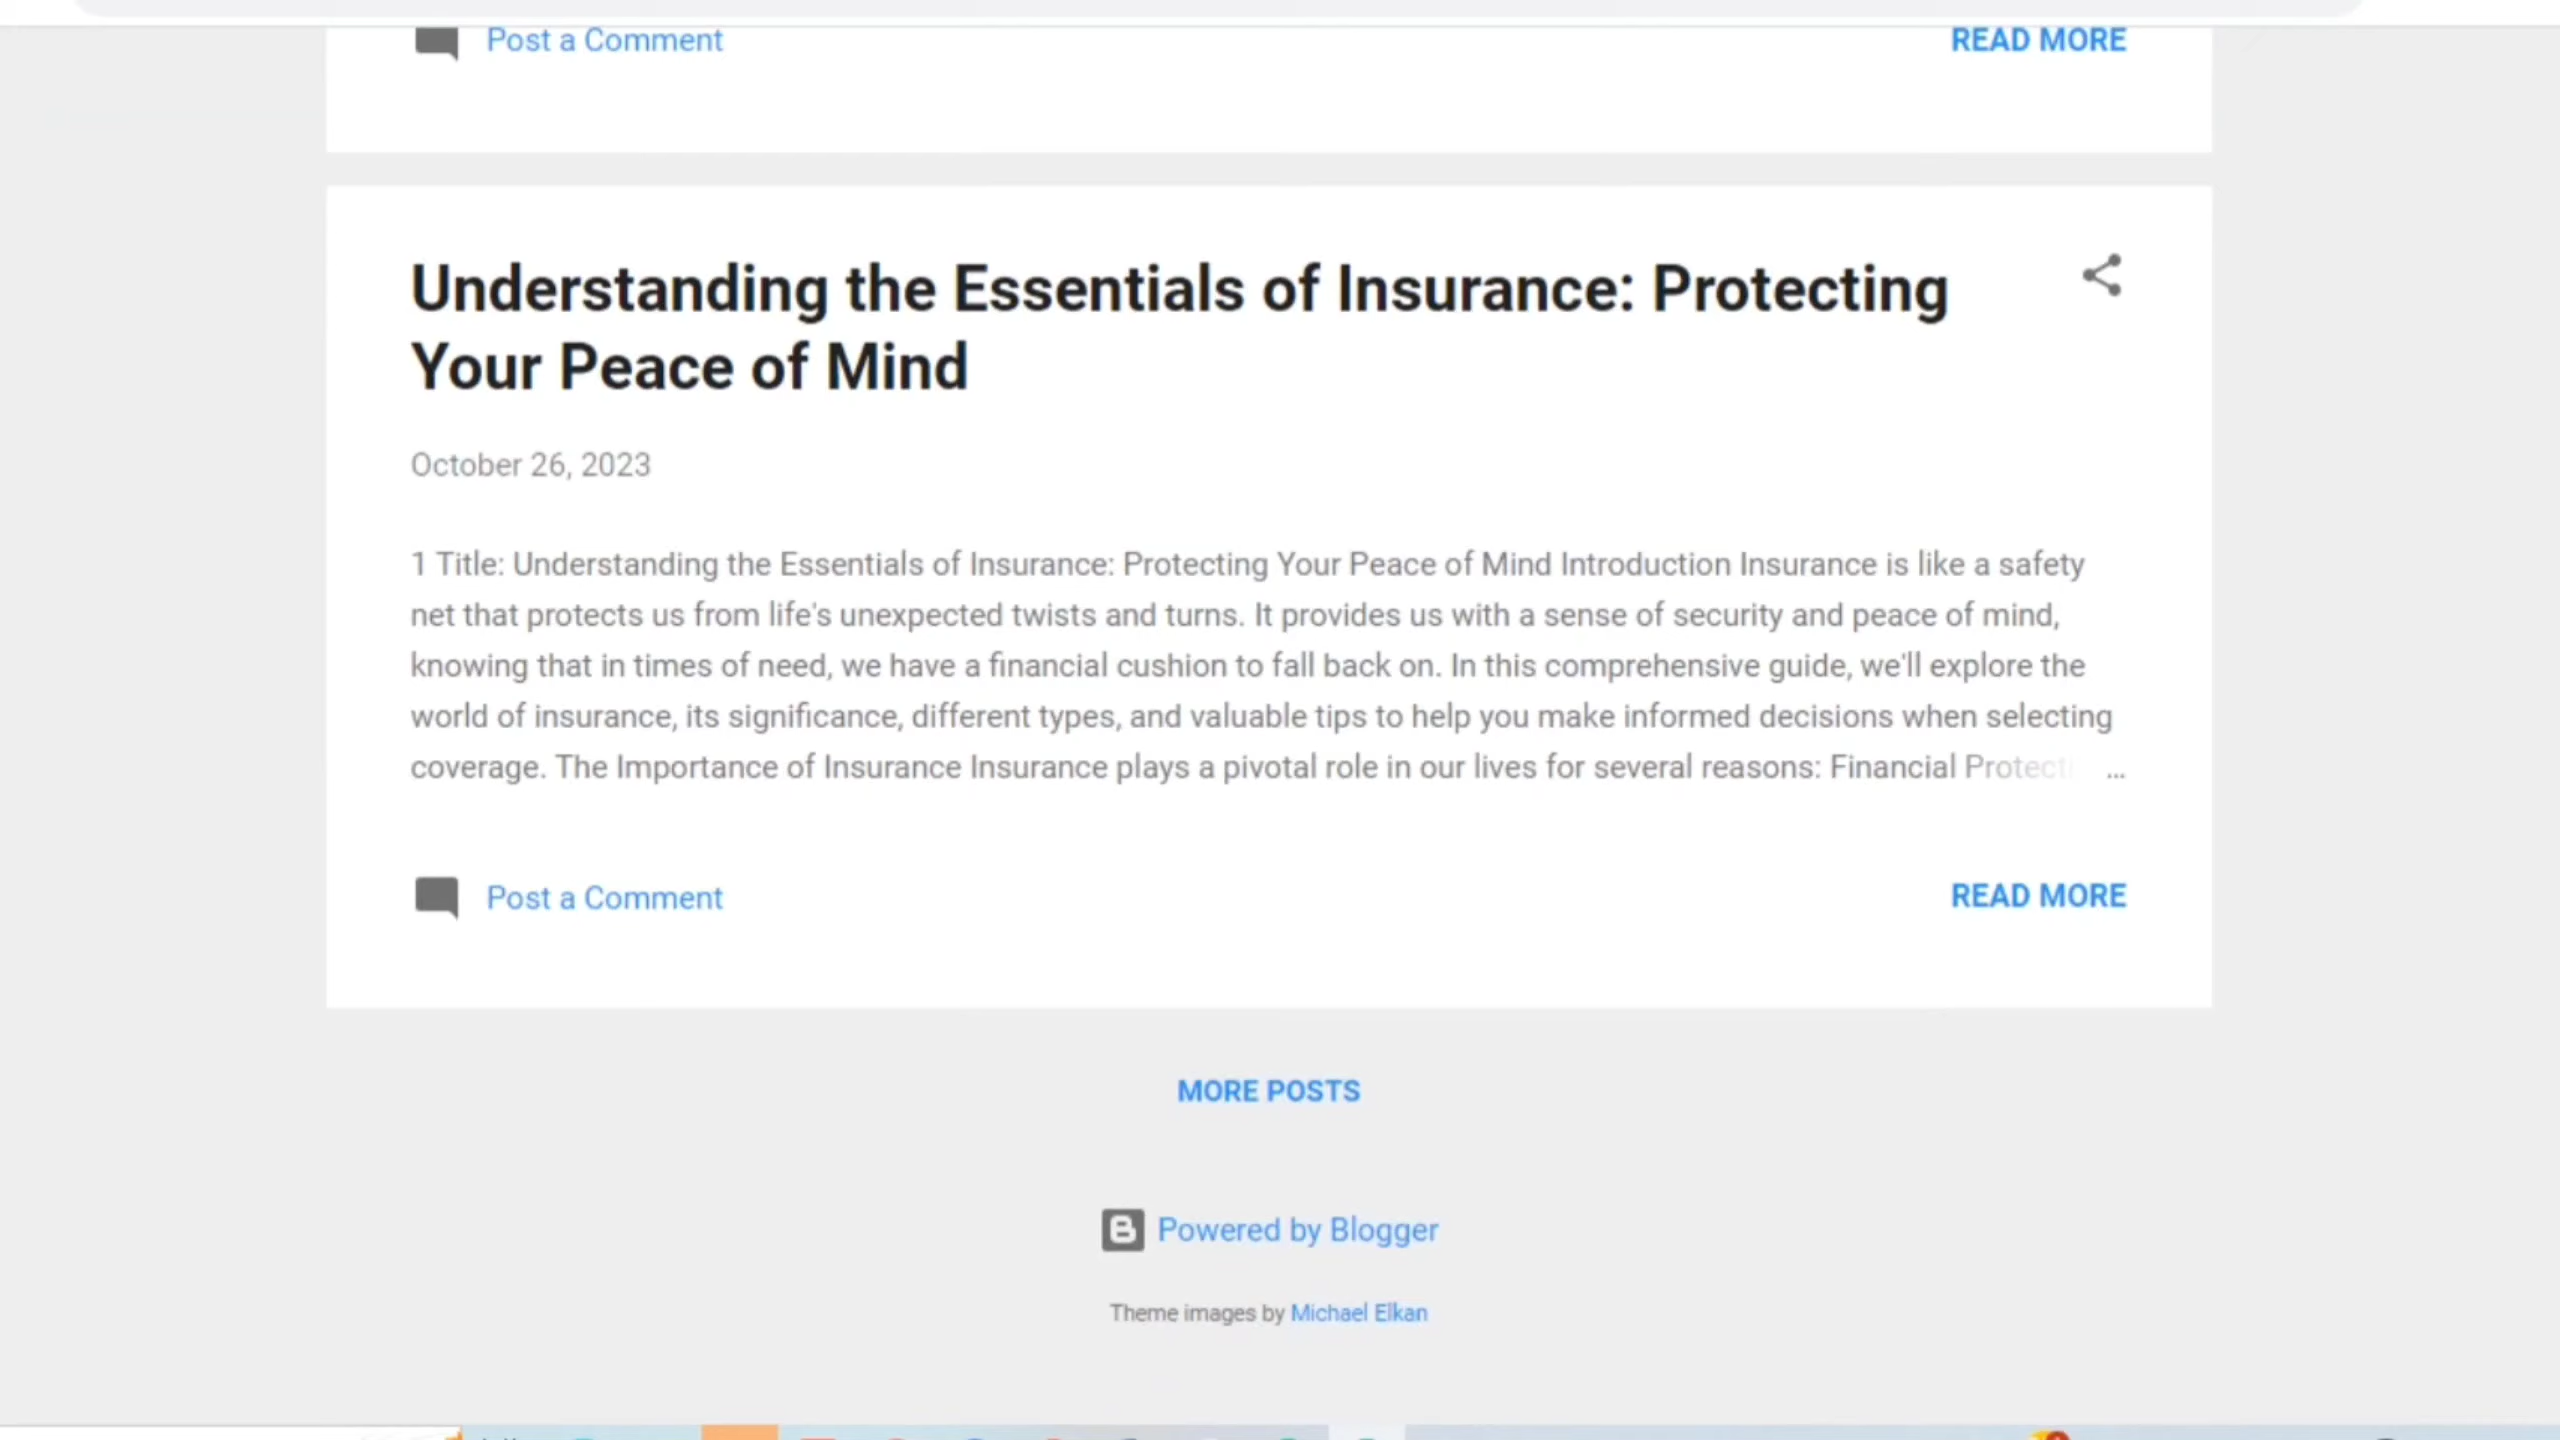 Post a Comment
READ MORE
Understanding the Essentials of Insurance: Protecting
Your Peace of Mind
October 26, 2023
1 Title: Understanding the Essentials of Insurance: Protecting Your Peace of Mind Introduction Insurance is like a safety
net that protects us from life's unexpected twists and turns. It provides us with a sense of security and peace of mind,
knowing that in times of need, we have a financial cushion to fall back on. In this comprehensive guide, we'll explore the
world of insurance, its significance, different types, and valuable tips to help you make informed decisions when selecting
coverage. The Importance of Insurance Insurance plays a pivotal role in our lives for several reasons: Financial Protect ...
Post a Comment
READ MORE
MORE POSTS
Powered by Blogger
Theme images by Michael Elkan